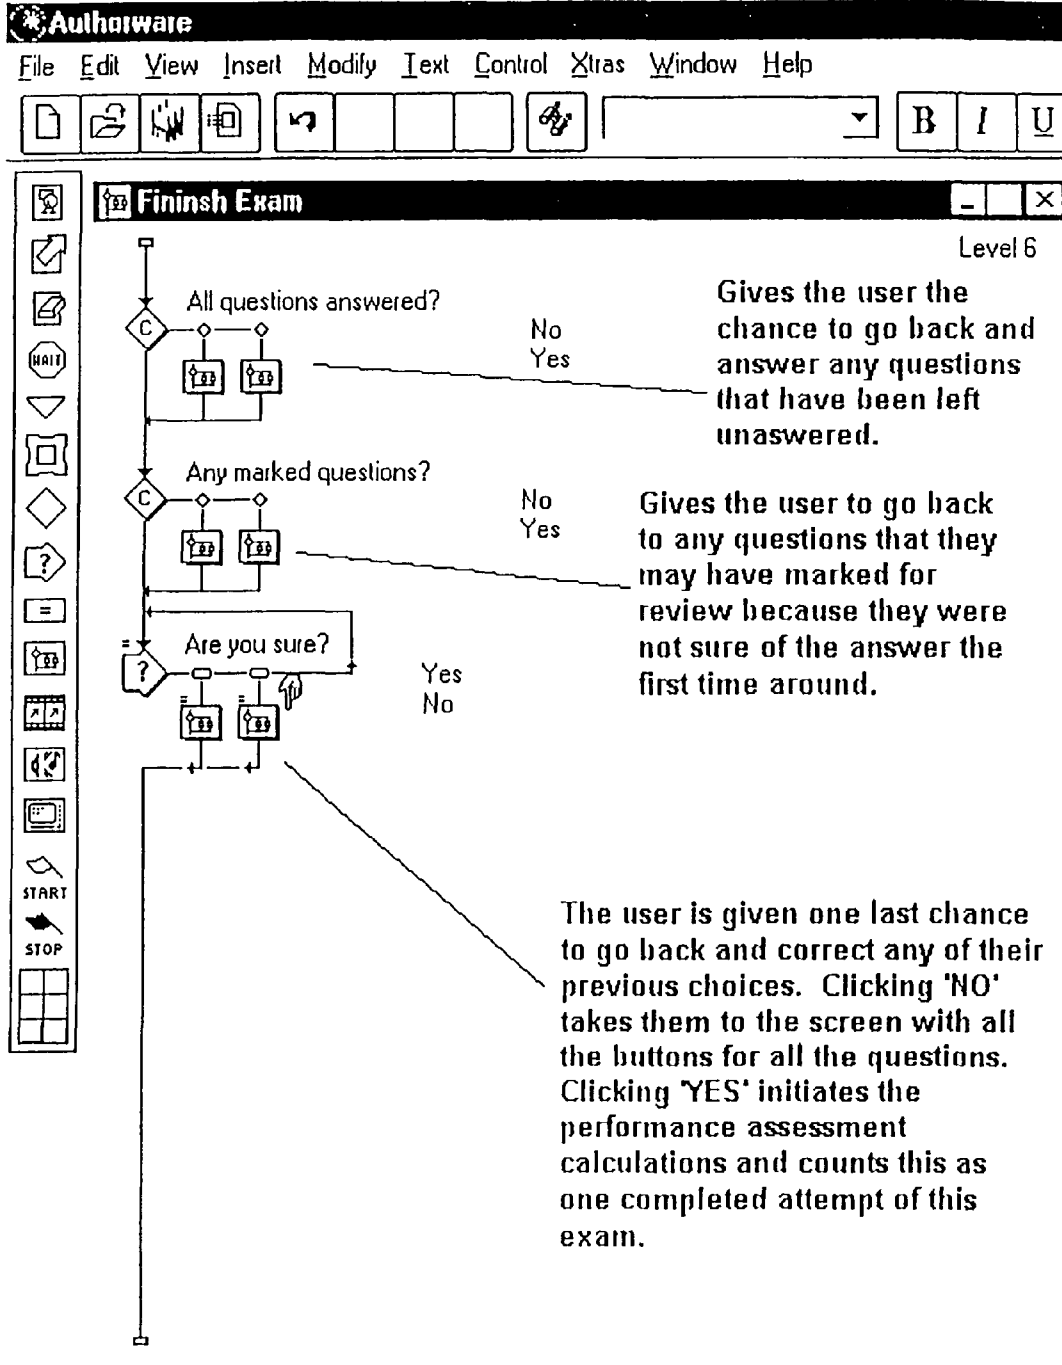 Authorware
File Edit View Insert Modify Text Control Xtras Window Help
B I U
Fininsh Exam
Level 6
All questions answered?
C
No
Yes
Gives the user the
chance to go back and
answer any questions
that have been left
unaswered.
Any marked questions?
C
No
Yes
Gives the user to go back
to any questions that they
may have marked for
review because they were
not sure of the answer the
first time around.
= Are you sure?
?
Yes
No
=
=
WAIT
?
=
START
STOP
The user is given one last chance
to go back and correct any of their
previous choices. Clicking 'NO'
takes them to the screen with all
the buttons for all the questions.
Clicking 'YES' initiates the
performance assessment
calculations and counts this as
one completed attempt of this
exam.